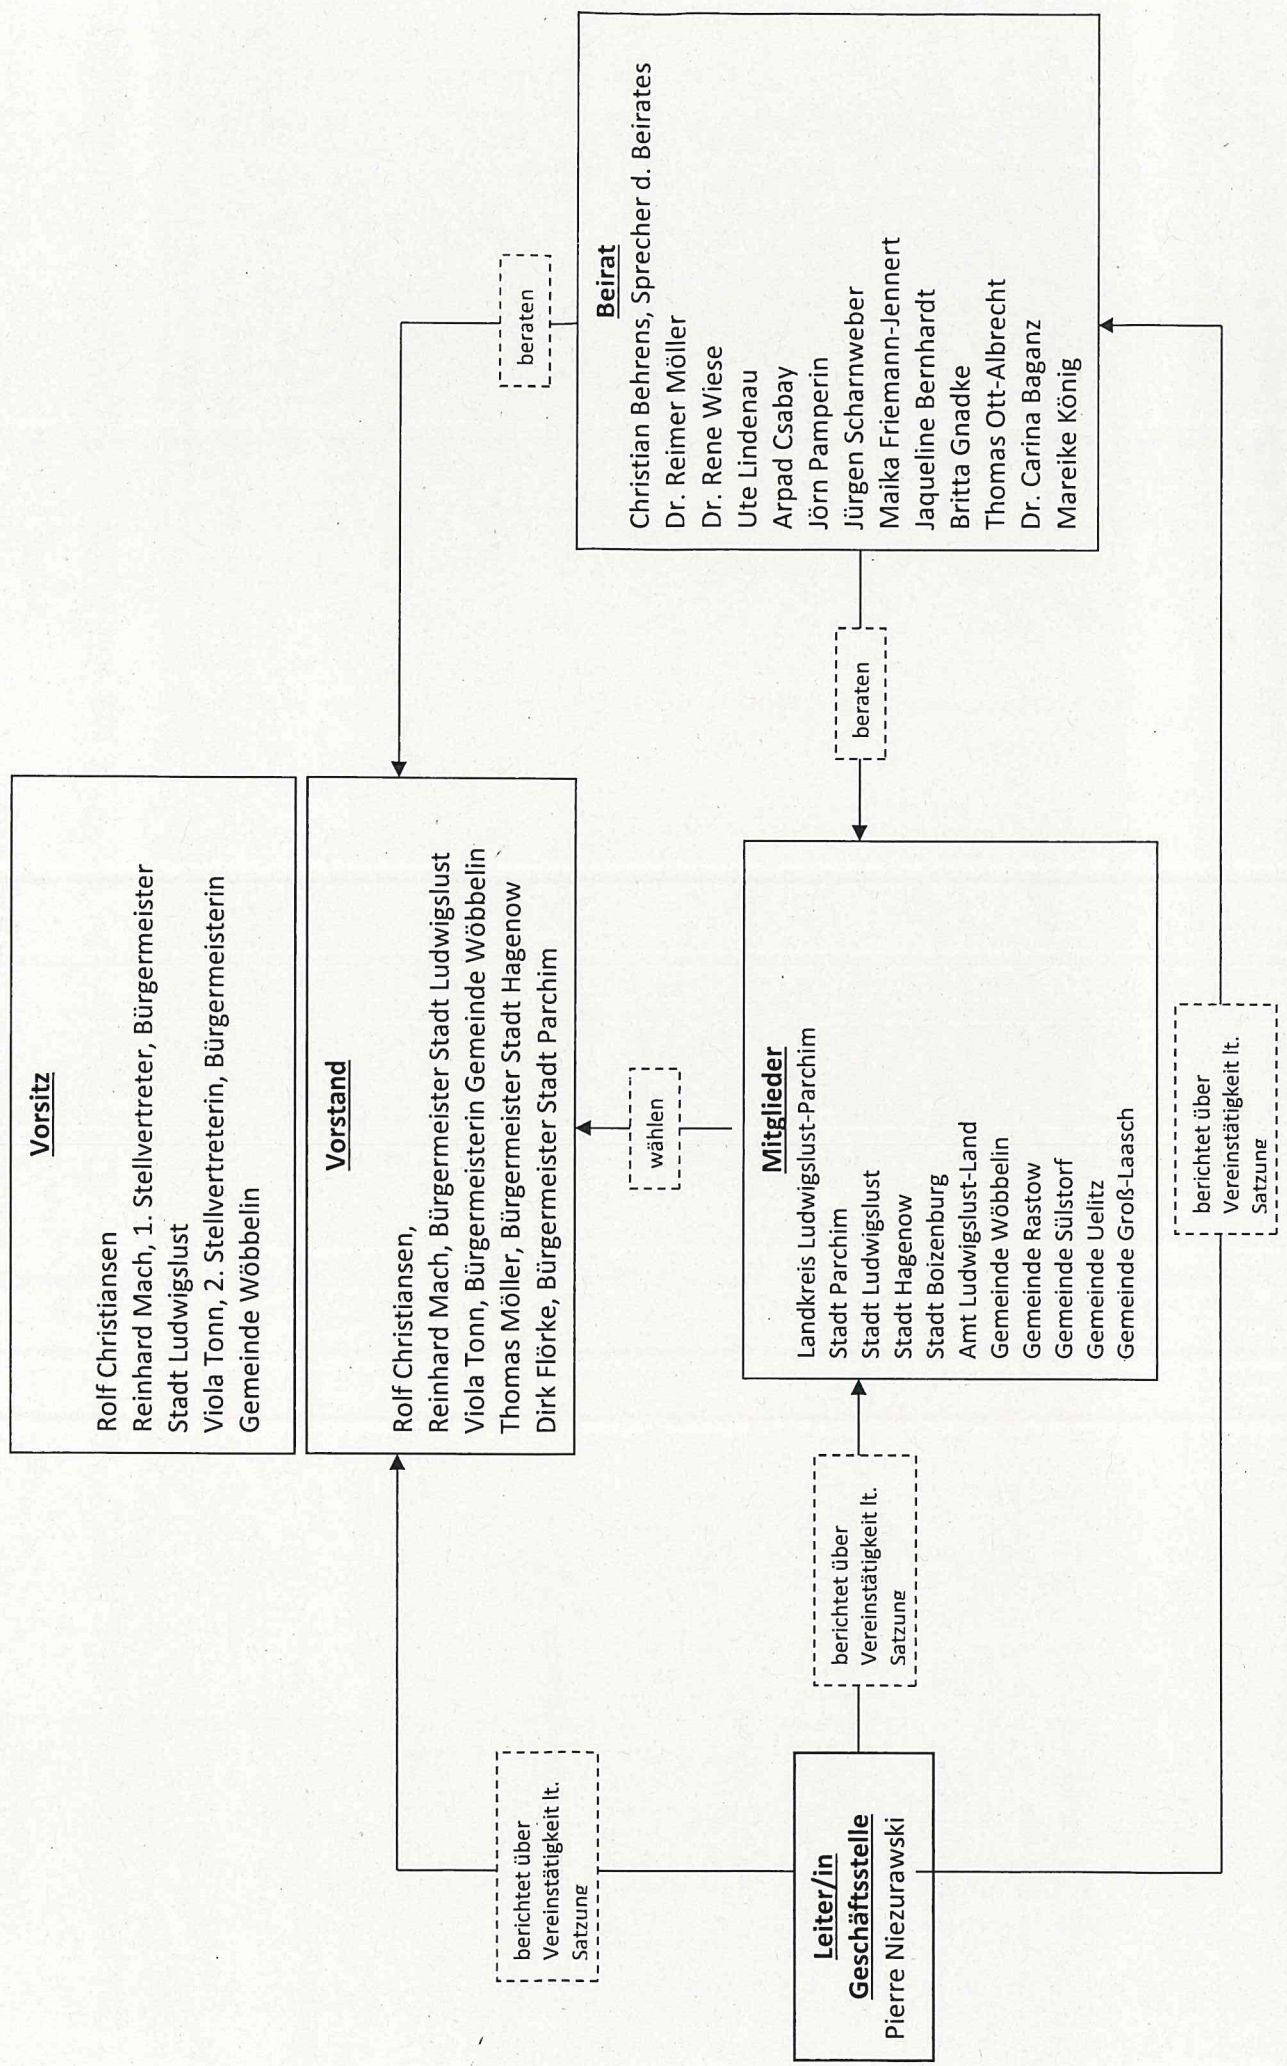 Vorsitz
Rolf Christiansen
Reinhard Mach, 1. Stellvertreter, Bürgermeister
Stadt Ludwigslust
Viola Tonn, 2. Stellvertreterin, Bürgermeisterin
Gemeinde Wöbbelin
Vorstand
Rolf Christiansen,
Reinhard Mach, Bürgermeister Stadt Ludwigslust
Viola Tonn, Bürgermeisterin Gemeinde Wöbbelin
Thomas Möller, Bürgermeister Stadt Hagenow
Dirk Flörke, Bürgermeister Stadt Parchim
berichtet über
Vereinstätigkeit lt.
Satzung
wählen
beraten
Leiter/in
Geschäftsstelle
Pierre Niezurawski
berichtet über
Vereinstätigkeit lt.
Satzung
Mitglieder
Landkreis Ludwigslust-Parchim
Stadt Parchim
Stadt Ludwigslust
Stadt Hagenow
Stadt Boizenburg
Amt Ludwigslust-Land
Gemeinde Wöbbelin
Gemeinde Rastow
Gemeinde Sülstorf
Gemeinde Uelitz
Gemeinde Groß-Laasch
beraten
Beirat
Christian Behrens, Sprecher d. Beirates
Dr. Reimer Möller
Dr. Rene Wiese
Ute Lindenau
Arpad Csabay
Jörn Pamperin
Jürgen Scharnweber
Maika Friemann-Jennert
Jaqueline Bernhardt
Britta Gnadke
Thomas Ott-Albrecht
Dr. Carina Baganz
Mareike König
berichtet über
Vereinstätigkeit lt.
Satzung